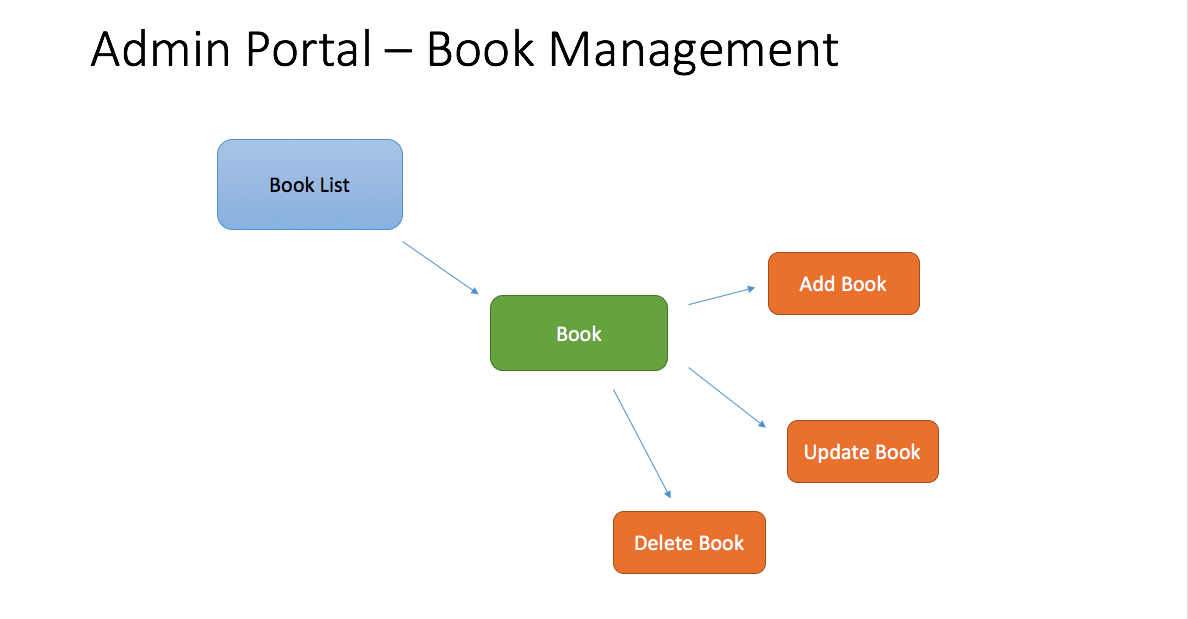 Admin Portal – Book Management
Book List
Book
Add Book
Update Book
Delete Book